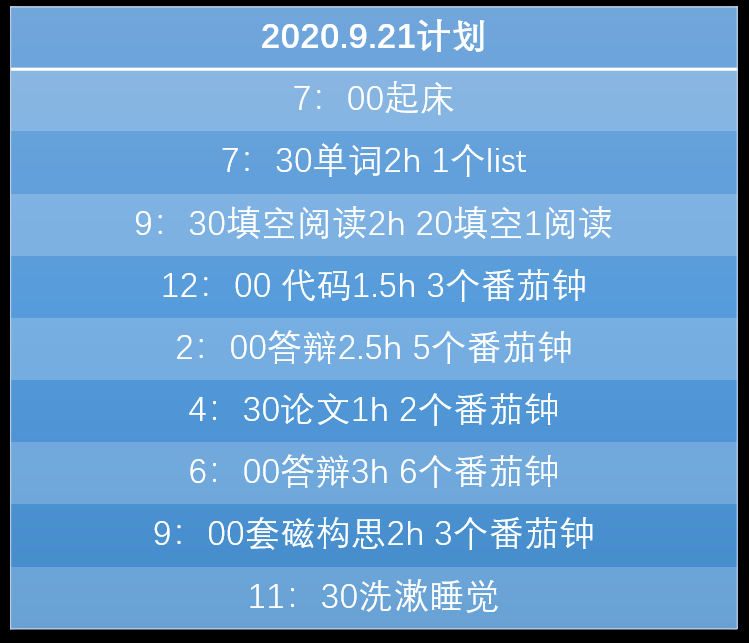 2020.9.21计划
7：00起床
7：30单词2h 1个list
9：30填空阅读2h 20填空1阅读
12：00 代码1.5h 3个番茄钟
2：00答辩2.5h 5个番茄钟
4：30论文1h 2个番茄钟
6：00答辩3h 6个番茄钟
9：00套磁构思2h 3个番茄钟
11：30洗漱睡觉